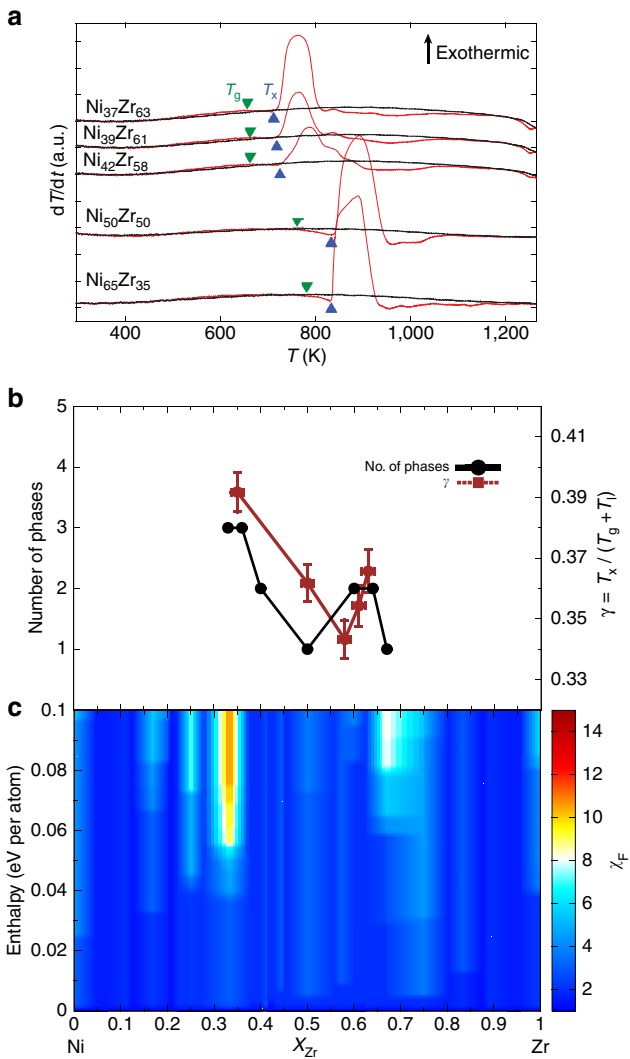 a
Exothermic
Tg Tx
Ni37Zr63
Ni39Zr61
Ni42Zr58
Ni50Zr50
Ni65Zr35
dT/dt (a.u.)
400 600 800 1,000 1,200
T (K)
b
5
4
3
2
1
Number of phases
No. of phases
γ
0.41
0.39
0.37
0.35
0.33
γ = Tx / (Tg + Tl)
c
0.1
0.08
0.06
0.04
0.02
0
Enthalpy (eV per atom)
0 0.1 0.2 0.3 0.4 0.5 0.6 0.7 0.8 0.9 1
Ni XZr Zr
14
12
10
8
6
4
2
χF